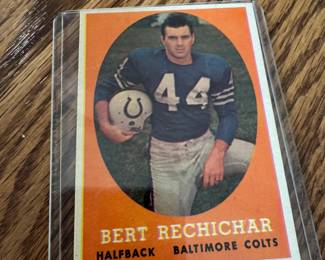 44
BERT RECHICHAR
HALFBACK BALTIMORE COLTS